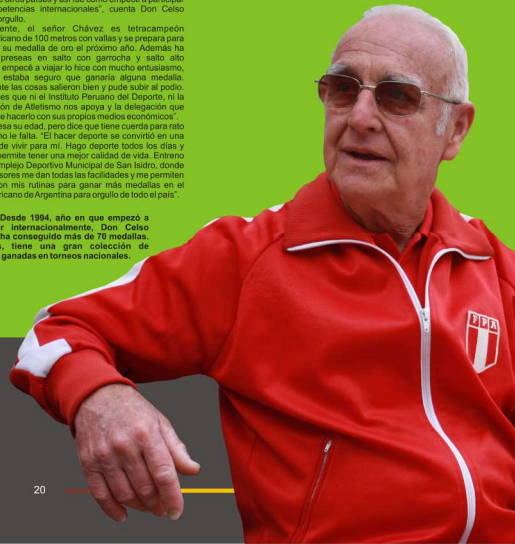 otros países y así fue como empecé a participar
petencias internacionales", cuenta Don Celso
orgullo.
ente, el señor Chávez es tetracampeón
icano de 100 metros con vallas y se prepara para
su medalla de oro el próximo año. Además ha
preseas en salto con garrocha y salto alto
empecé a viajar lo hice con mucho entusiasmo,
estaba seguro que ganaría alguna medalla.
te las cosas salieron bien y pude subir al podio.
es que ni el Instituto Peruano del Deporte, ni la
ón de Atletismo nos apoya y la delegación que
e hacerlo con sus propios medios económicos".
esa su edad, pero dice que tiene cuerda para rato
no le falta. "El hacer deporte se convirtió en una
de vivir para mí. Hago deporte todos los días y
permite tener una mejor calidad de vida. Entreno
mplejo Deportivo Municipal de San Isidro, donde
sores me dan todas las facilidades y me permiten
on mis rutinas para ganar más medallas en el
ricano de Argentina para orgullo de todo el país".
Desde 1994, año en que empezó a
r internacionalmente, Don Celso
ha conseguido más de 70 medallas.
s, tiene una gran colección de
ganadas en torneos nacionales.
FPA
20